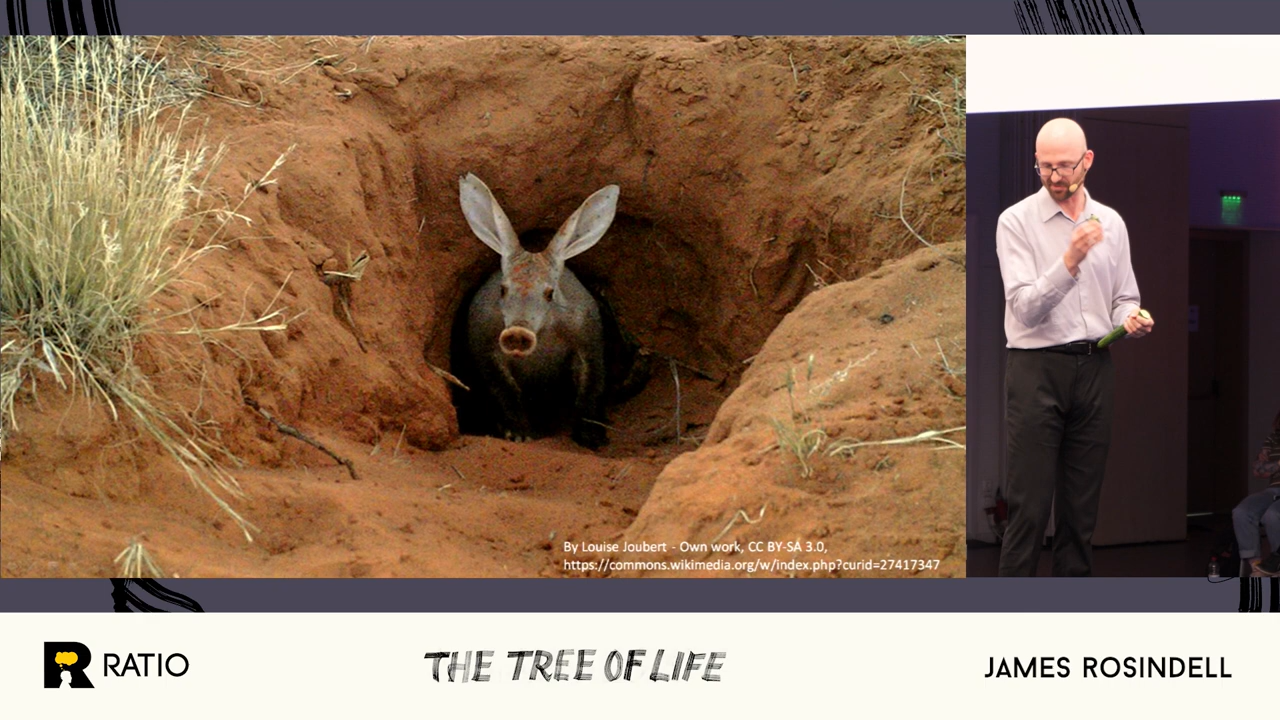 By Louise Joubert - Own work, CC BY-SA 3.0,
https://commons.wikimedia.org/w/index.php?curid=27417347
RATIO
THE TREE OF LIFE
JAMES ROSINDELL